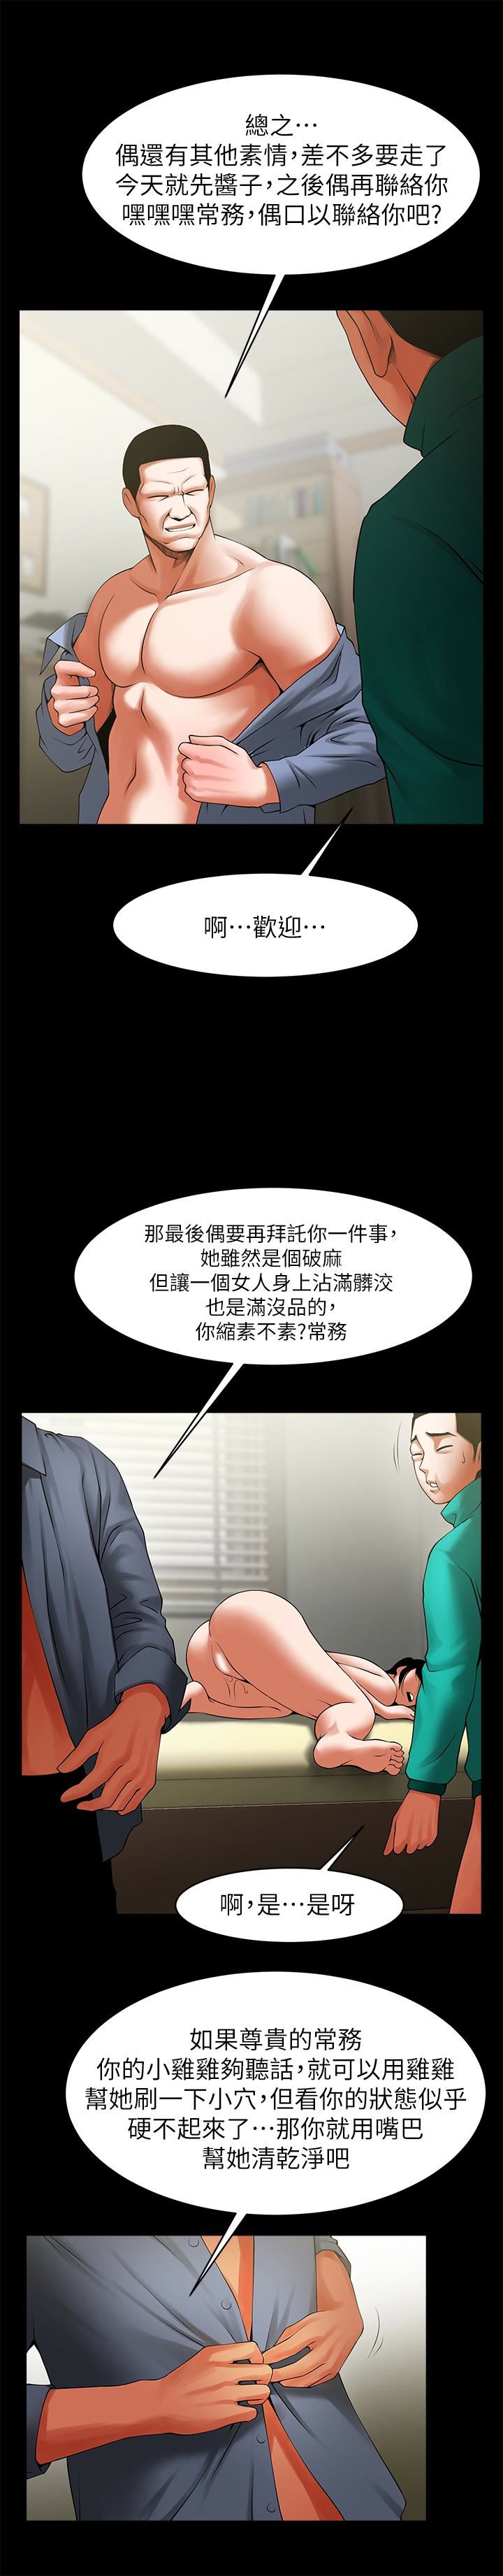 總之⋯
偶還有其他素情，差不多要走了
今天就先醬子，之後偶再聯絡你
嘿嘿嘿常務，偶口以聯絡你吧?
啊⋯歡迎⋯
那最後偶要再拜託你一件事，
她雖然是個破麻
但讓一個女人身上沾滿髒洨
也是滿沒品的，
你縮素不素?常務
啊，是⋯是呀
如果尊貴的常務
你的小雞雞夠聽話，就可以用雞雞
幫她刷一下小穴，但看你的狀態似乎
硬不起來了⋯那你就用嘴巴
幫她清乾淨吧